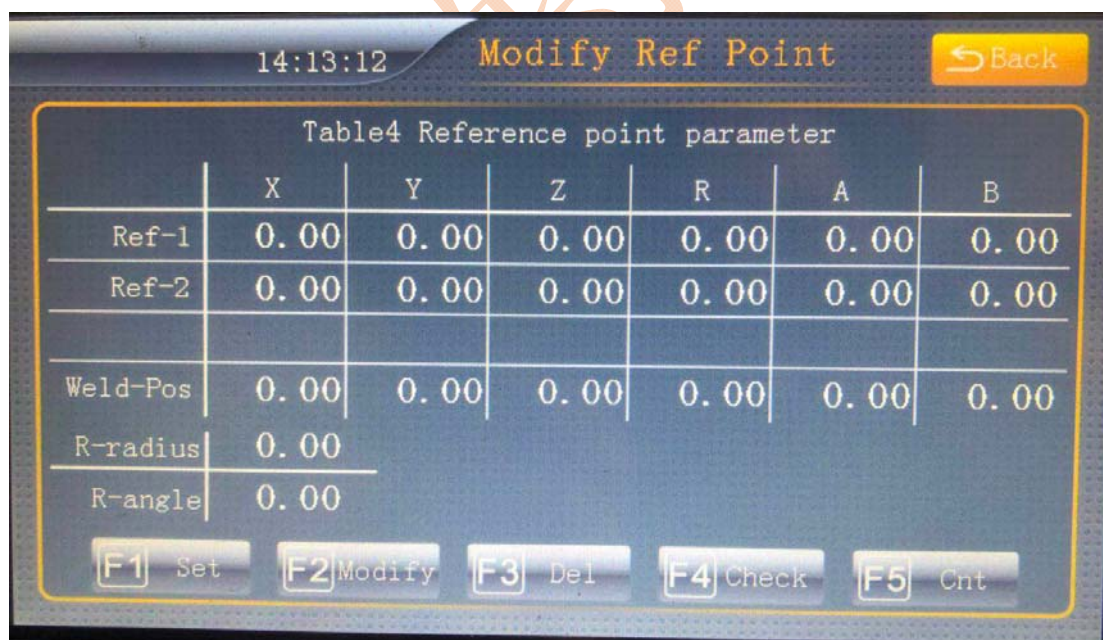 14:13:12 Modify Ref Point Back
Table4 Reference point parameter
X Y Z R A B
Ref-1 0.00 0.00 0.00 0.00 0.00 0.00
Ref-2 0.00 0.00 0.00 0.00 0.00 0.00
Weld-Pos 0.00 0.00 0.00 0.00 0.00 0.00
R-radius 0.00
R-angle 0.00
F1 Set F2 Modify F3 Del F4 Check F5 Cnt